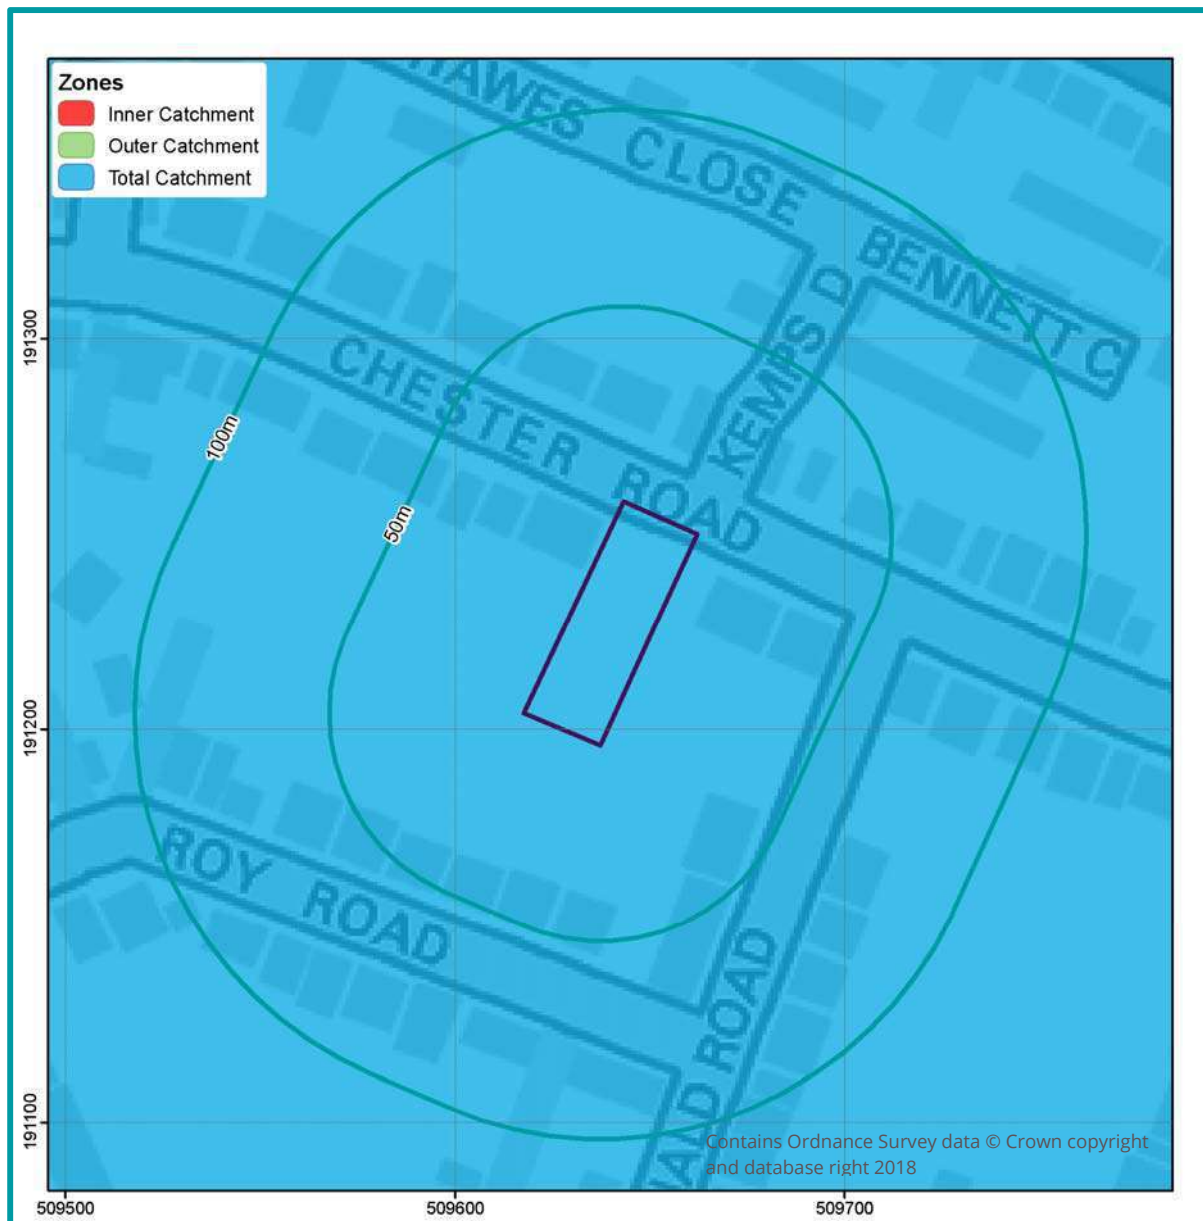 Zones
Inner Catchment
Outer Catchment
Total Catchment
HAWES CLOSE
BENNETT C
KEMPS D
CHESTER ROAD
100m
50m
ROY ROAD
ROAD
191300
191200
191100
Contains Ordnance Survey data © Crown copyright
and database right 2018
509500 509600 509700